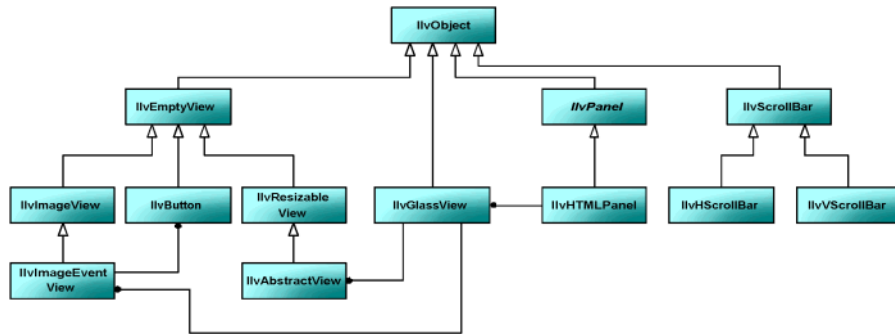 IlvObject
IlvEmptyView
IlvPanel
IlvScrollBar
IlvImageView
IlvButton
IlvResizable
View
IlvGlassView
IlvHTMLPanel
IlvHScrollBar
IlvVScrollBar
IlvImageEvent
View
IlvAbstractView